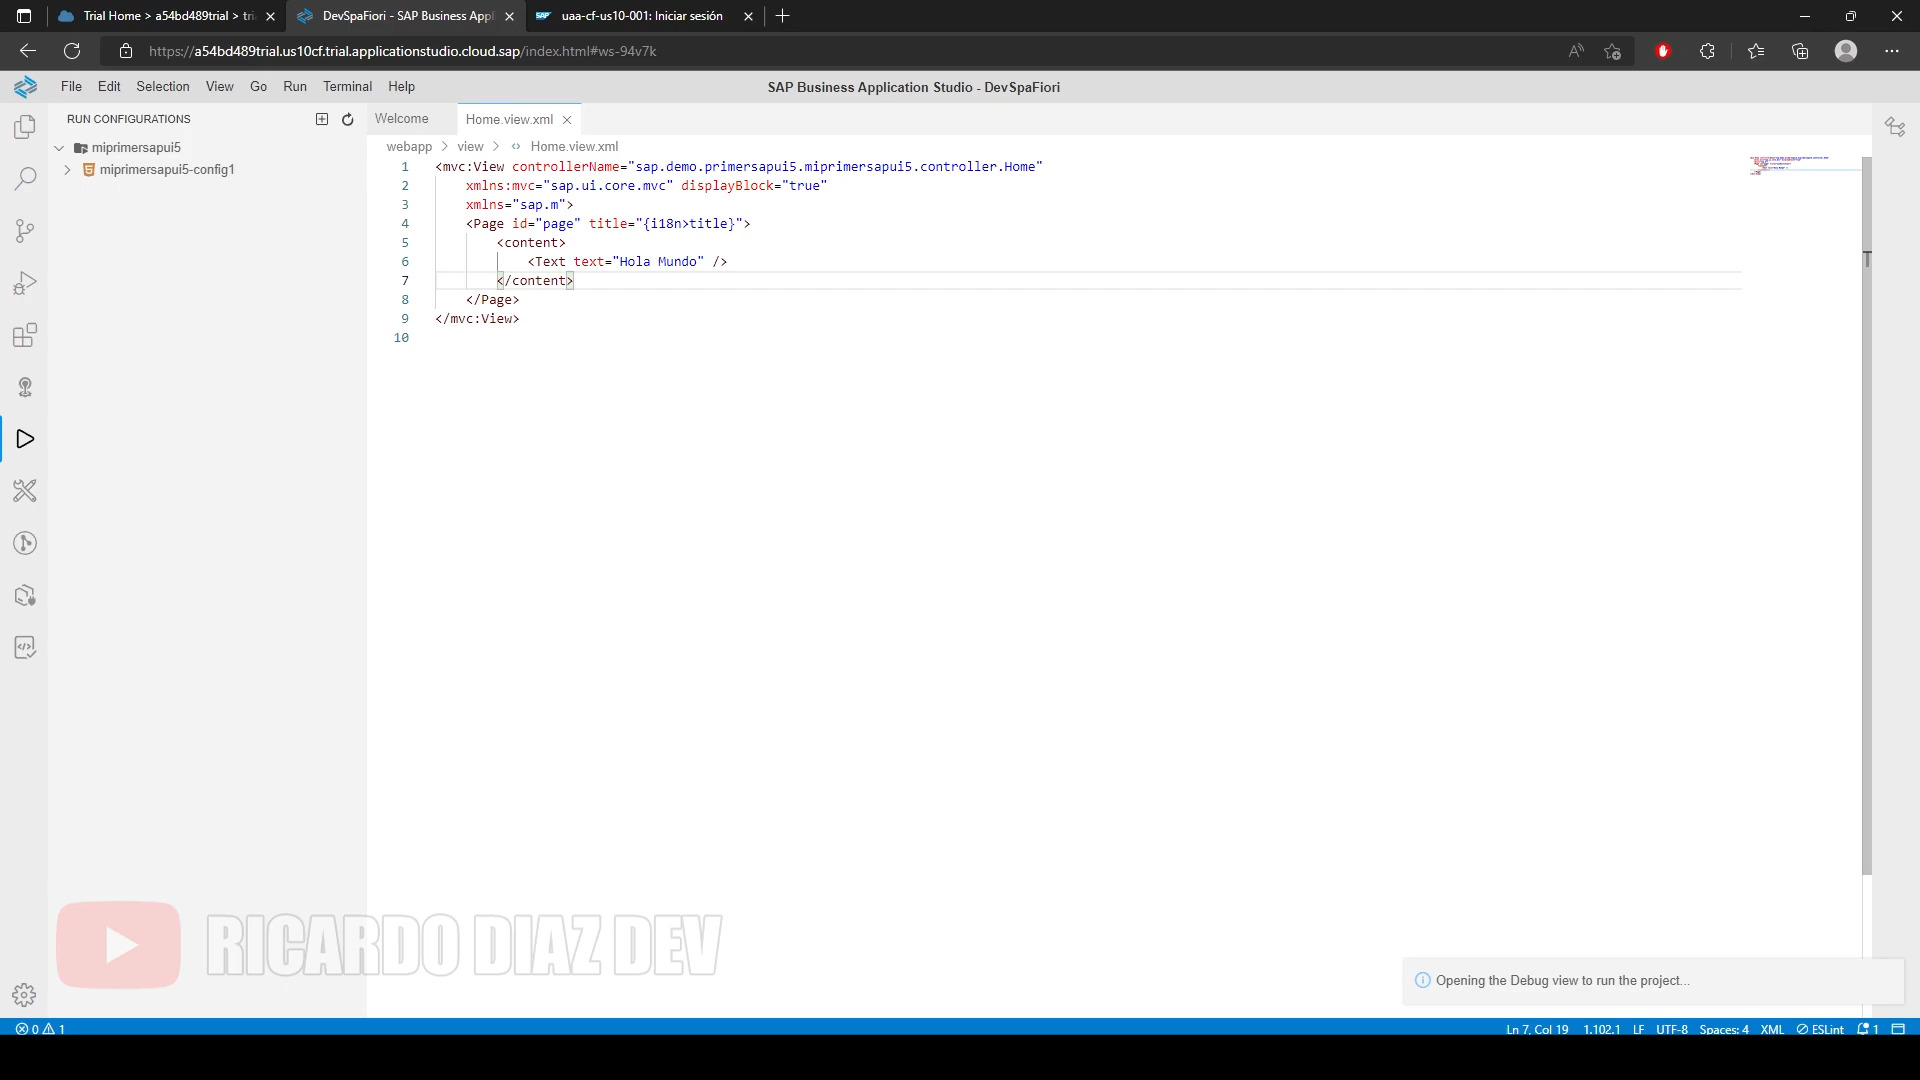 Trial Home > a54bd489trial > tri
DevSpaFiori - SAP Business Appl
SAP uaa-cf-us10-001: Iniciar sesión
https://a54bd489trial.us10cf.trial.applicationstudio.cloud.sap/index.html#ws-94v7k
File Edit Selection View Go Run Terminal Help
SAP Business Application Studio - DevSpaFiori
RUN CONFIGURATIONS
miprimersapui5
miprimersapui5-config1
Welcome
Home.view.xml
webapp > view > Home.view.xml
1 <mvc:View controllerName="sap.demo.primersapui5.miprimersapui5.controller.Home"
2 xmlns:mvc="sap.ui.core.mvc" displayBlock="true"
3 xmlns="sap.m">
4 <Page id="page" title="{i18n>title}">
5 <content>
6 <Text text="Hola Mundo" />
7 </content>
8 </Page>
9 </mvc:View>
10
RICARDO DIAZ DEV
Opening the Debug view to run the project...
0 1
Ln 7, Col 19 1.102.1 LF UTF-8 Spaces: 4 XML ESLint 1